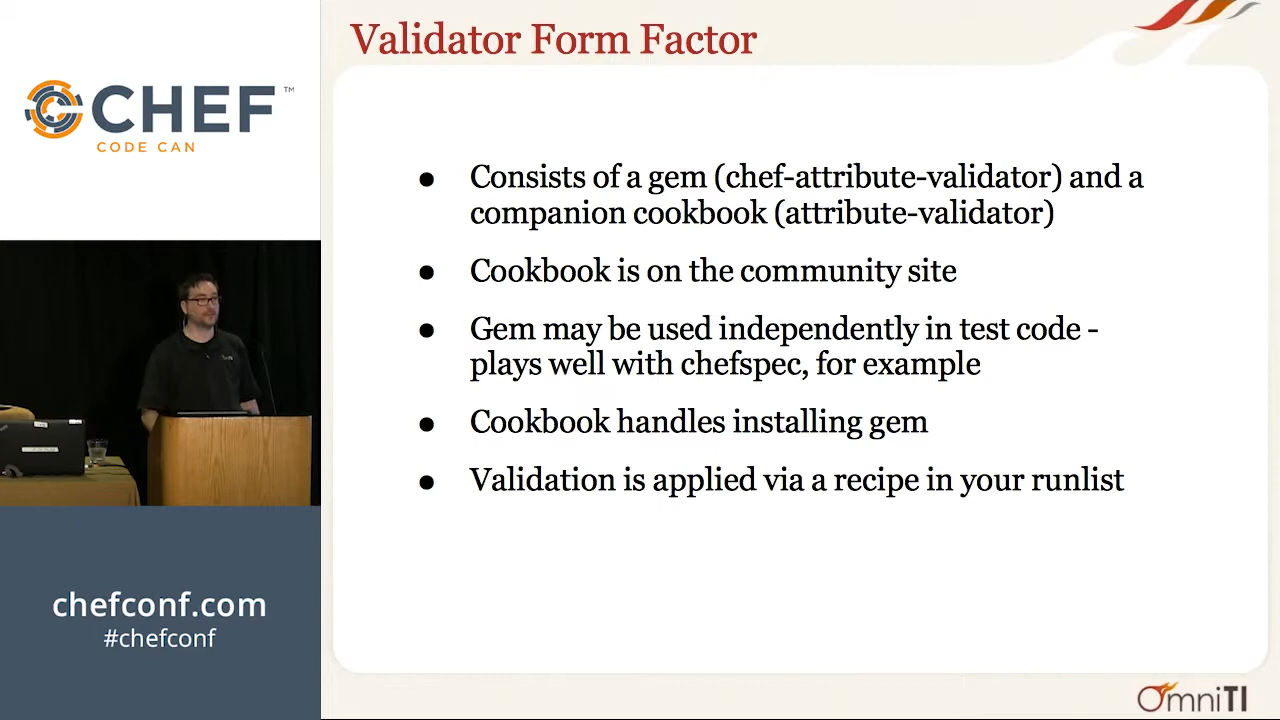 CHEF™
CODE CAN
chefconf.com
#chefconf
Validator Form Factor
● Consists of a gem (chef-attribute-validator) and a
companion cookbook (attribute-validator)
● Cookbook is on the community site
● Gem may be used independently in test code -
plays well with chefspec, for example
● Cookbook handles installing gem
● Validation is applied via a recipe in your runlist
OmniTI